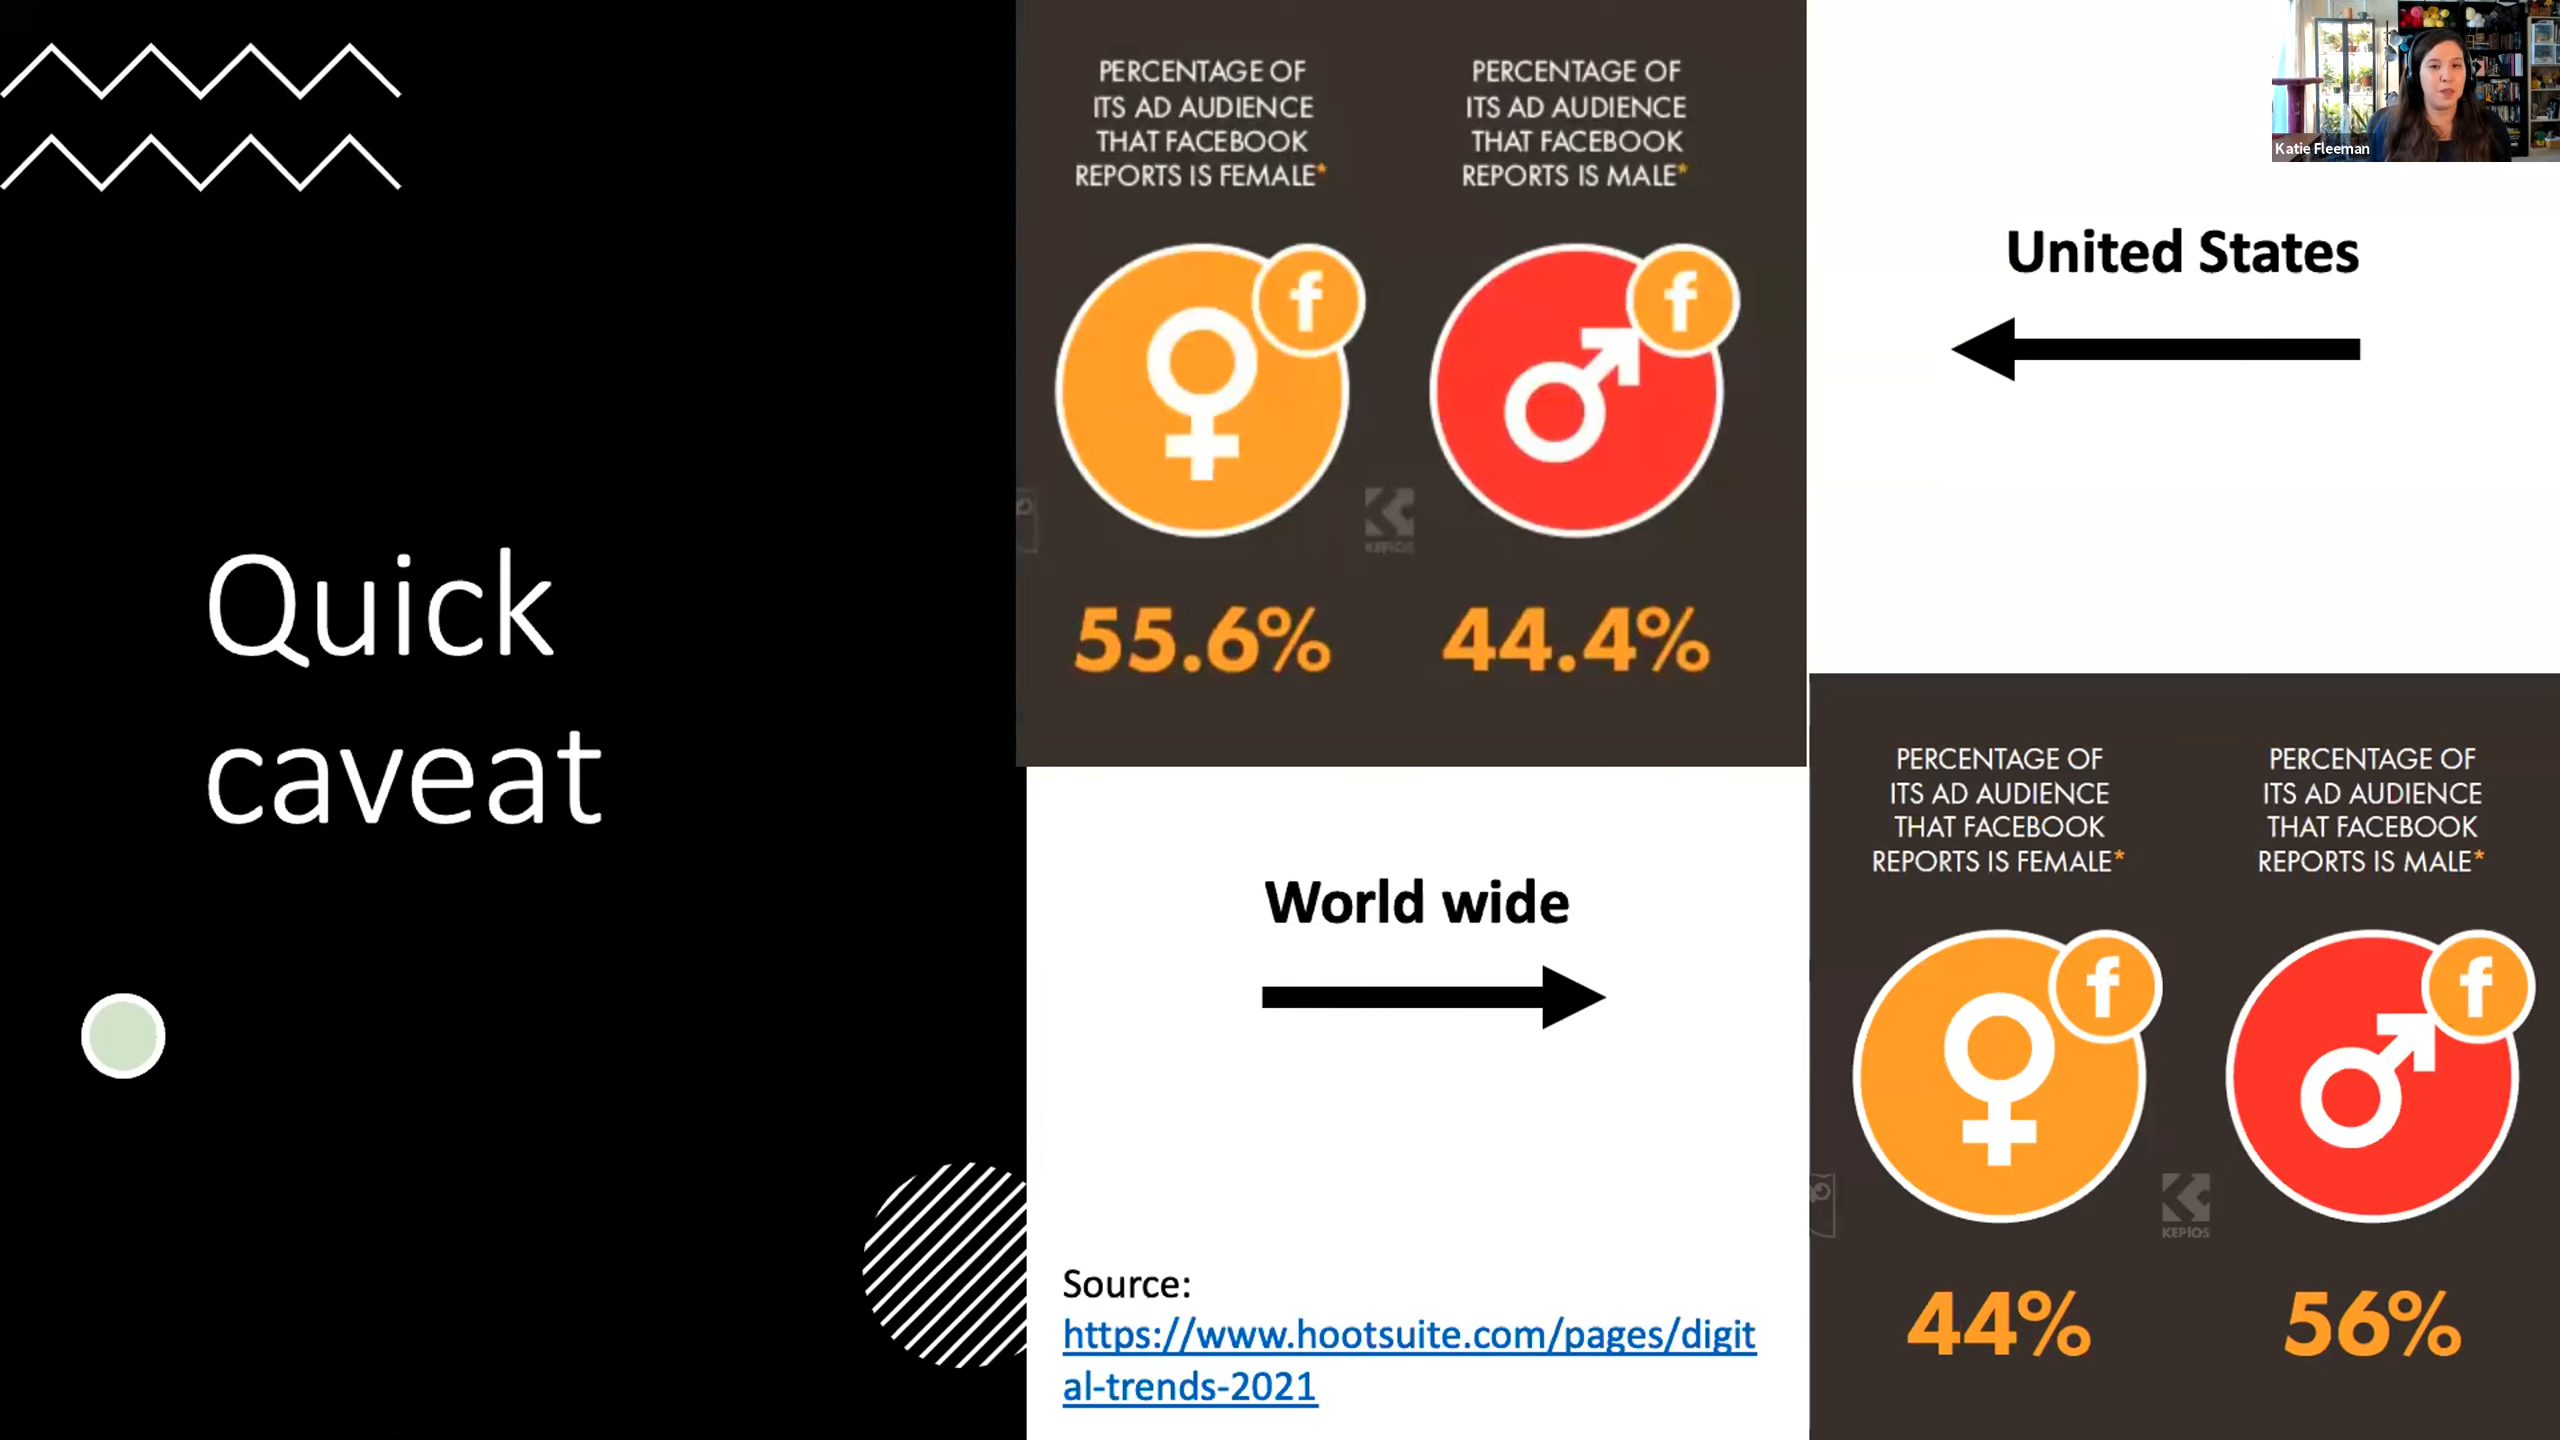 Quick
caveat
PERCENTAGE OF
ITS AD AUDIENCE
THAT FACEBOOK
REPORTS IS FEMALE*
f
55.6%
PERCENTAGE OF
ITS AD AUDIENCE
THAT FACEBOOK
REPORTS IS MALE*
f
44.4%
KEPIOS
Katie Fleeman
United States
World wide
PERCENTAGE OF
ITS AD AUDIENCE
THAT FACEBOOK
REPORTS IS FEMALE*
f
44%
PERCENTAGE OF
ITS AD AUDIENCE
THAT FACEBOOK
REPORTS IS MALE*
f
56%
KEPIOS
Source:
https://www.hootsuite.com/pages/digit
al-trends-2021